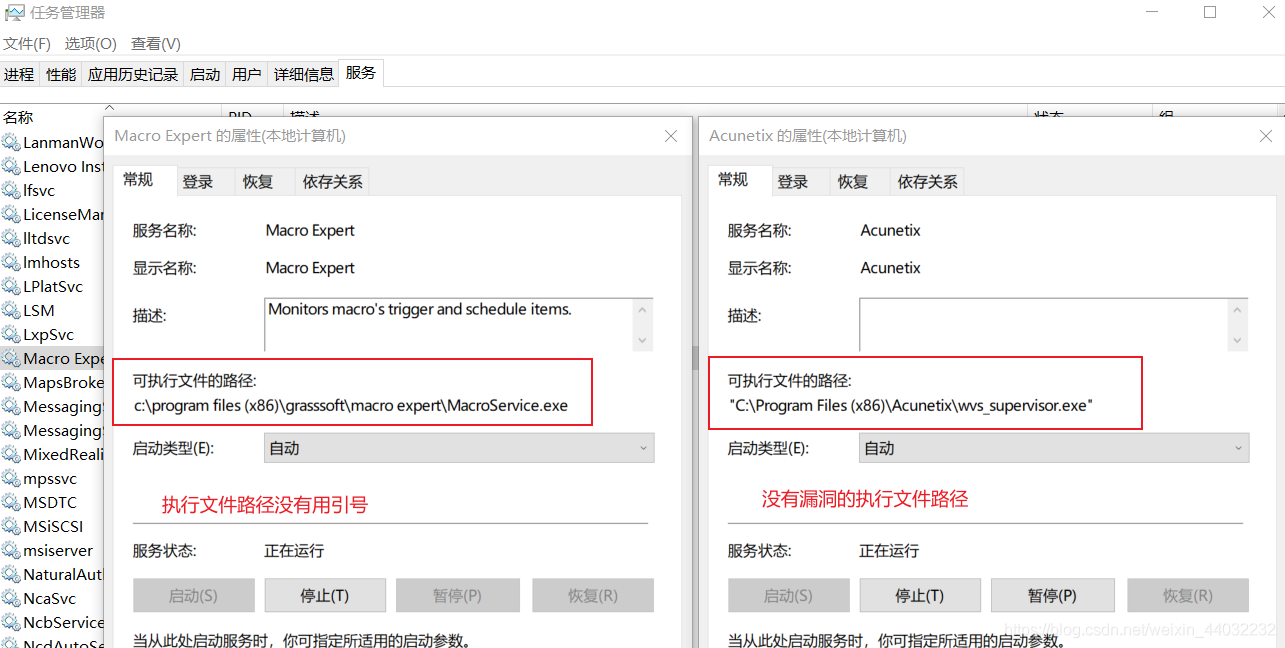 任务管理器
文件(F) 选项(O) 查看(V)
进程 性能 应用历史记录 启动 用户 详细信息 服务
名称 PID 描述 状态 组
LanmanWo
Lenovo Inst
lfsvc
LicenseMar
lltdsvc
lmhosts
LPlatSvc
LSM
LxpSvc
Macro Expe
MapsBroke
Messaging
Messaging
MixedReali
mpssvc
MSDTC
MSiSCSI
msiserver
NaturalAut
NcaSvc
NcbService
NcdAutoSe
Macro Expert 的属性(本地计算机)
常规 登录 恢复 依存关系
服务名称: Macro Expert
显示名称: Macro Expert
描述: Monitors macro's trigger and schedule items.
可执行文件的路径:
c:\program files (x86)\grasssoft\macro expert\MacroService.exe
启动类型(E): 自动
执行文件路径没有用引号
服务状态: 正在运行
启动(S) 停止(T) 暂停(P) 恢复(R)
当从此处启动服务时，你可指定所适用的启动参数。
Acunetix 的属性(本地计算机)
常规 登录 恢复 依存关系
服务名称: Acunetix
显示名称: Acunetix
描述:
可执行文件的路径:
"C:\Program Files (x86)\Acunetix\wvs_supervisor.exe"
启动类型(E): 自动
没有漏洞的执行文件路径
服务状态: 正在运行
启动(S) 停止(T) 暂停(P) 恢复(R)
当从此处启动服务时，你可指定所适用的启动参数。
https://blog.csdn.net/weixin_44032232